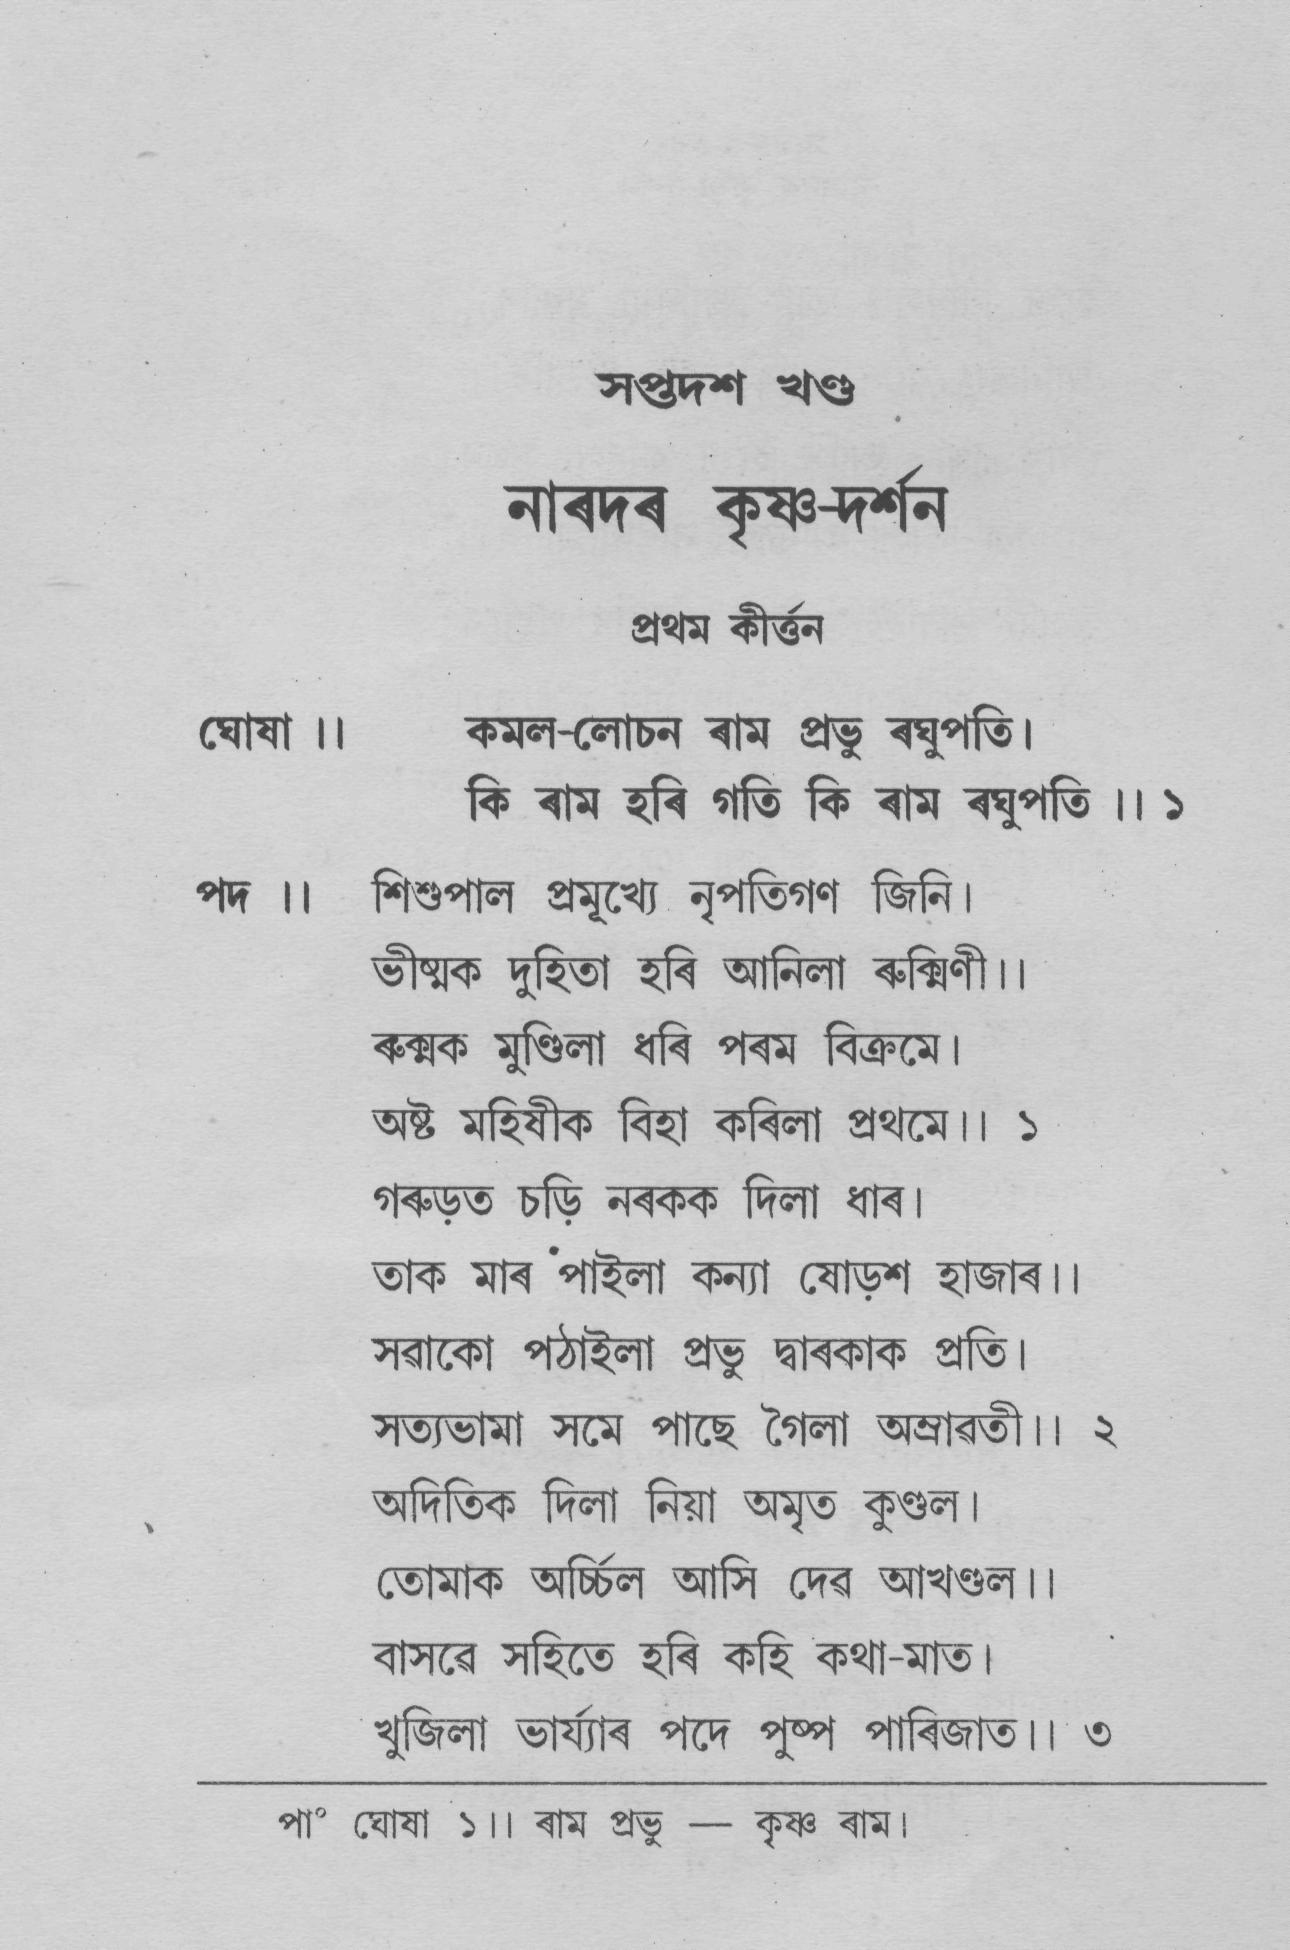 সপ্তদশ খণ্ড
নাৰদৰ কৃষ্ণ-দৰ্শন
প্ৰথম কীৰ্ত্তন
ঘোষা ।। কমল-লোচন ৰাম প্ৰভু ৰঘুপতি।
কি ৰাম হৰি গতি কি ৰাম ৰঘুপতি ।। ১
পদ ।। শিশুপাল প্ৰমূখ্যে নৃপতিগণ জিনি।
ভীষ্মক দুহিতা হৰি আনিলা ৰুক্মিণী।।
ৰুক্মক মুণ্ডিলা ধৰি পৰম বিক্ৰমে।
অষ্ট মহিষীক বিহা কৰিলা প্ৰথমে।। ১
গৰুড়ত চড়ি নৰকক দিলা ধাৰ।
তাক মাৰ পাইলা কন্যা ষোড়শ হাজাৰ।।
সৱাকো পঠাইলা প্ৰভু দ্বাৰকাক প্ৰতি।
সত্যভামা সমে পাছে গৈলা অম্ৰাৱতী।। ২
অদিতিক দিলা নিয়া অমৃত কুণ্ডল।
তোমাক অৰ্চ্চিল আসি দেৱ আখণ্ডল।।
বাসৱে সহিতে হৰি কহি কথা-মাত।
খুজিলা ভাৰ্য্যাৰ পদে পুষ্প পাৰিজাত।। ৩
পা° ঘোষা ১।। ৰাম প্ৰভু — কৃষ্ণ ৰাম।